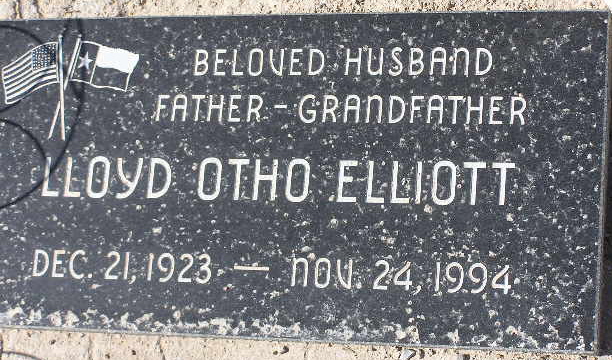 BELOVED HUSBAND
FATHER - GRANDFATHER
LLOYD OTHO ELLIOTT
DEC. 21, 1923 — NOV. 24, 1994